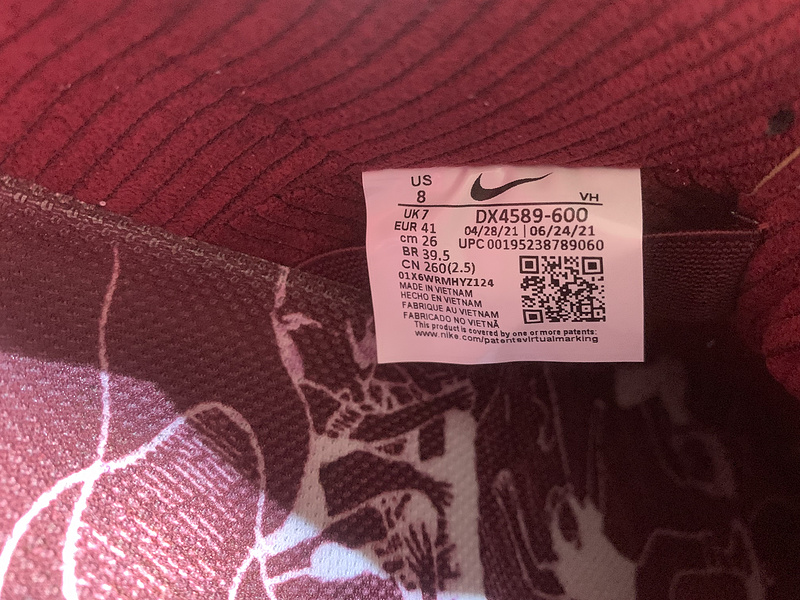 US
8
VH
UK 7
DX4589-600
EUR 41
04/28/21 | 06/24/21
cm 26
UPC 00195238789060
BR 39.5
CN 260(2.5)
01X6WRMHYZ124
MADE IN VIETNAM
HECHO EN VIETNAM
FABRIQUE AU VIETNAM
FABRICADO NO VIETNÃ
This product is covered by one or more patents:
www.nike.com/patentsvirtualmarking